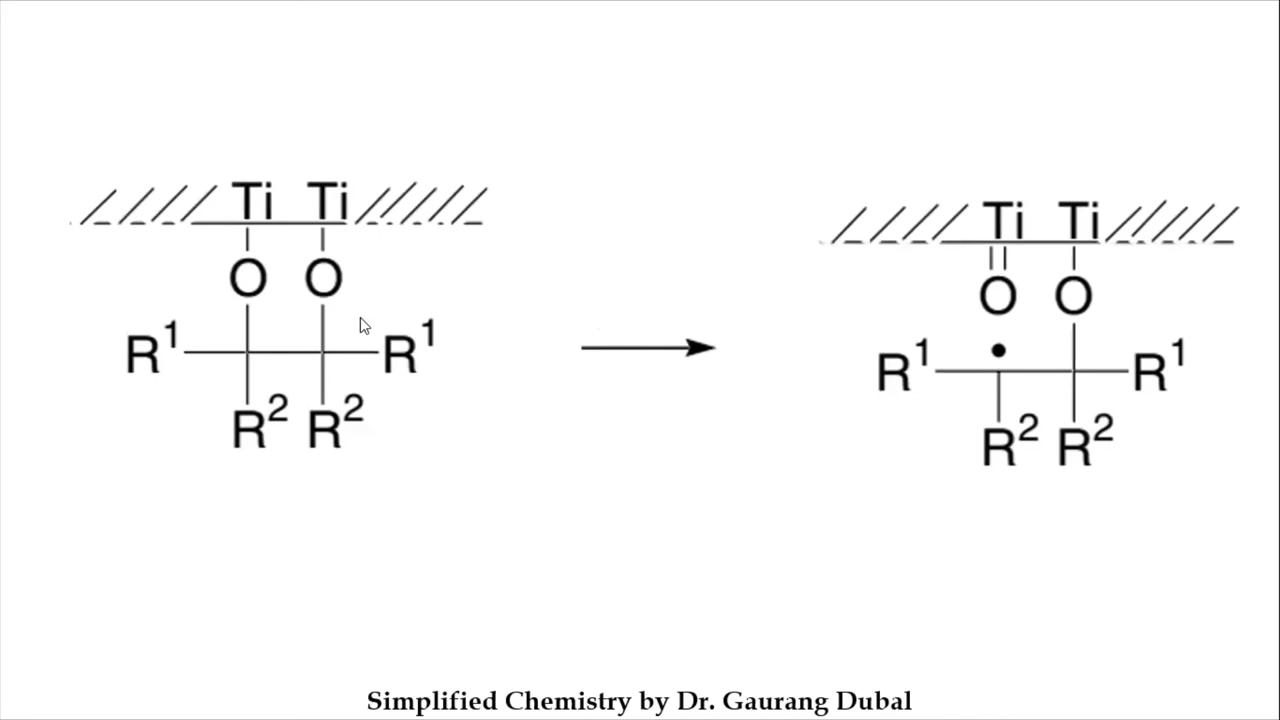 Ti Ti
O O
R¹ R¹
R² R²
Ti Ti
O O
R¹ R¹
R² R²
Simplified Chemistry by Dr. Gaurang Dubal